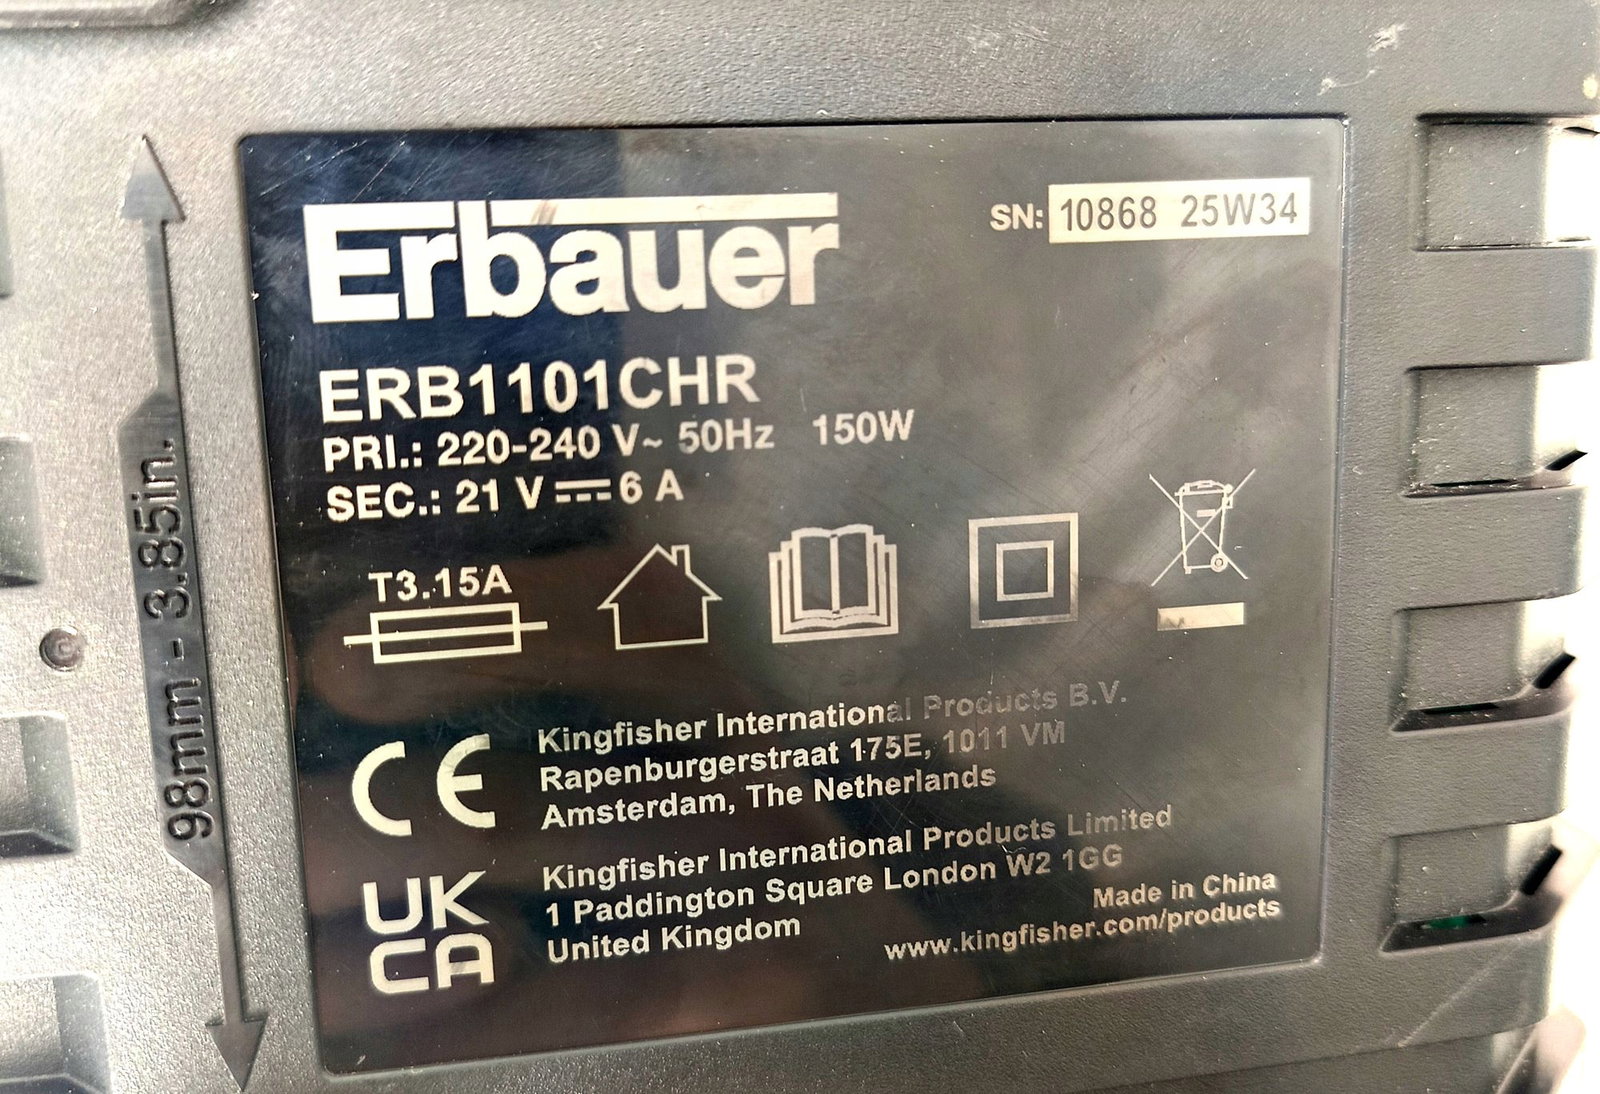 Erbauer
SN: 10868 25W34
ERB1101CHR
PRI.: 220-240 V~ 50Hz 150W
SEC.: 21 V ⎓ 6 A
T3.15A
98mm - 3.85in.
CE
Kingfisher International Products B.V.
Rapenburgerstraat 175E, 1011 VM
Amsterdam, The Netherlands
UK
CA
Kingfisher International Products Limited
1 Paddington Square London W2 1GG
United Kingdom
Made in China
www.kingfisher.com/products